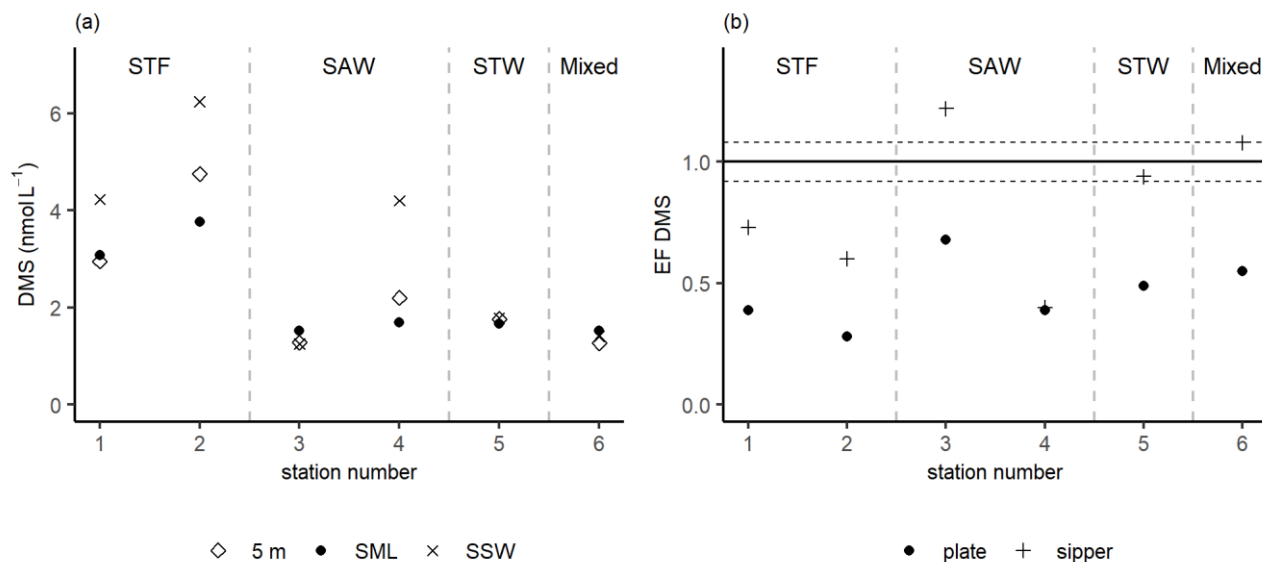 (a)
STF SAW STW Mixed
DMS (nmol L⁻¹)
6
4
2
0
1 2 3 4 5 6
station number
5 m SML SSW
(b)
STF SAW STW Mixed
EF DMS
1.0
0.5
0.0
1 2 3 4 5 6
station number
plate sipper